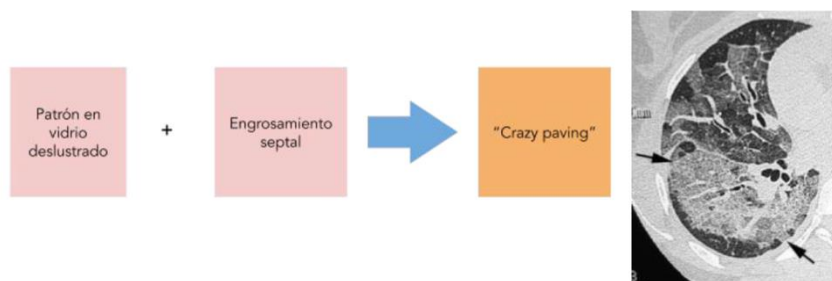 Patrón en
vidrio
deslustrado
+
Engrosamiento
septal
"Crazy paving"